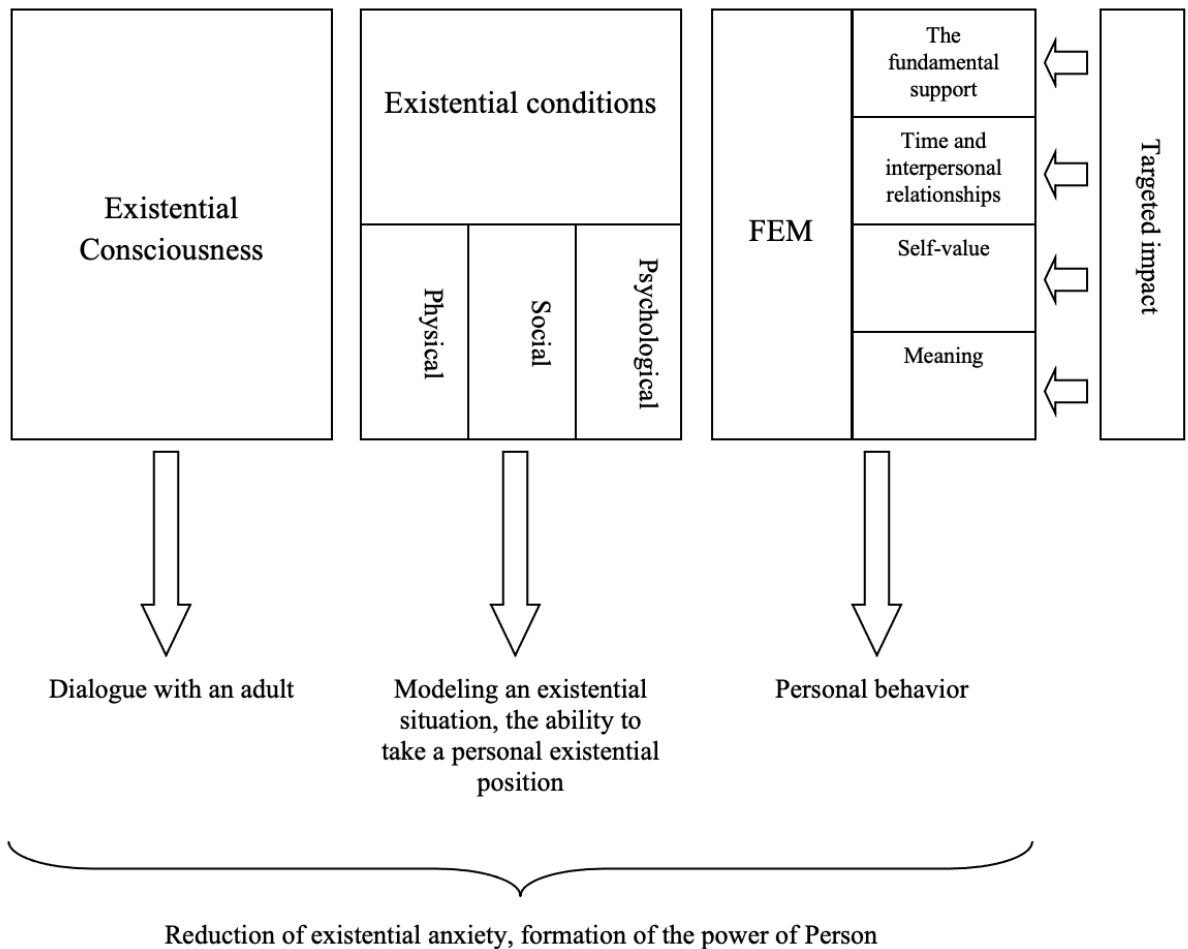 Existential
Consciousness
Existential conditions
Physical
Social
Psychological
FEM
The
fundamental
support
Time and
interpersonal
relationships
Self-value
Meaning
Targeted impact
Dialogue with an adult
Modeling an existential
situation, the ability to
take a personal existential
position
Personal behavior
Reduction of existential anxiety, formation of the power of Person